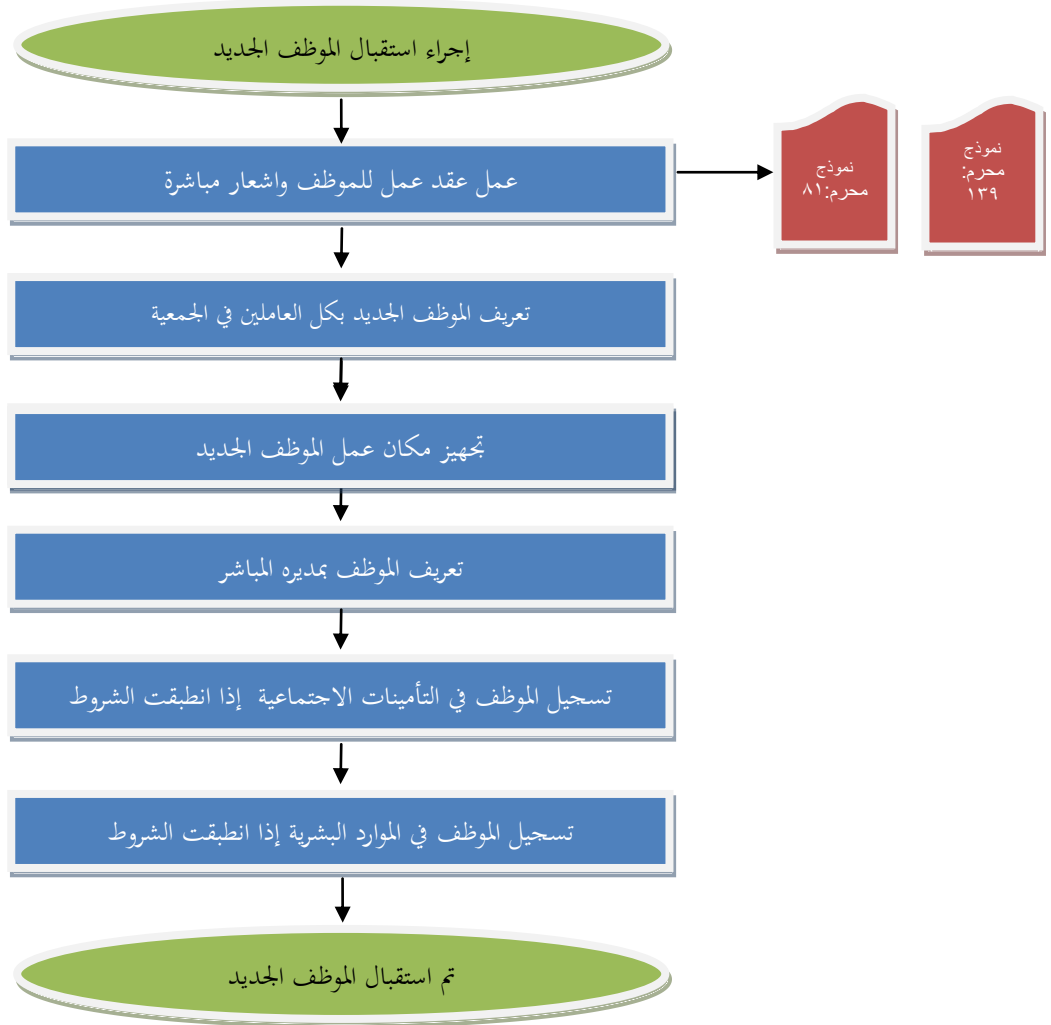 إجراء استقبال الموظف الجديد
عمل عقد عمل للموظف واشعار مباشرة
نموذج
محرم:٨١
نموذج
محرم:
١٣٩
تعريف الموظف الجديد بكل العاملين في الجمعية
تجهيز مكان عمل الموظف الجديد
تعريف الموظف بمديره المباشر
تسجيل الموظف في التأمينات الاجتماعية إذا انطبقت الشروط
تسجيل الموظف في الموارد البشرية إذا انطبقت الشروط
تم استقبال الموظف الجديد